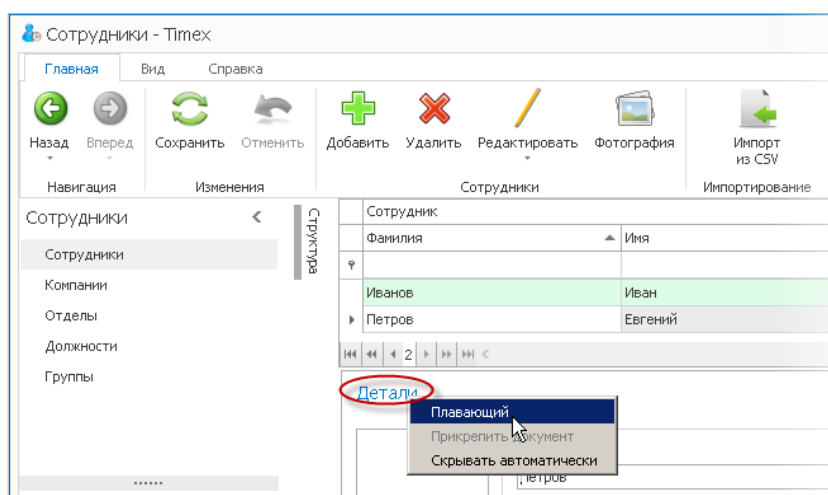 Сотрудники - Timex
Главная Вид Справка
Назад Вперед Сохранить Отменить Добавить Удалить Редактировать Фотография Импорт
из CSV
Навигация Изменения Сотрудники Импортирование
Сотрудники
Структура
Сотрудник
Фамилия Имя
Сотрудники
Компании
Иванов Иван
Отделы
Петров Евгений
Должности
2
Группы
Детали
Плавающий
Прикрепить документ
Скрывать автоматически
Петров